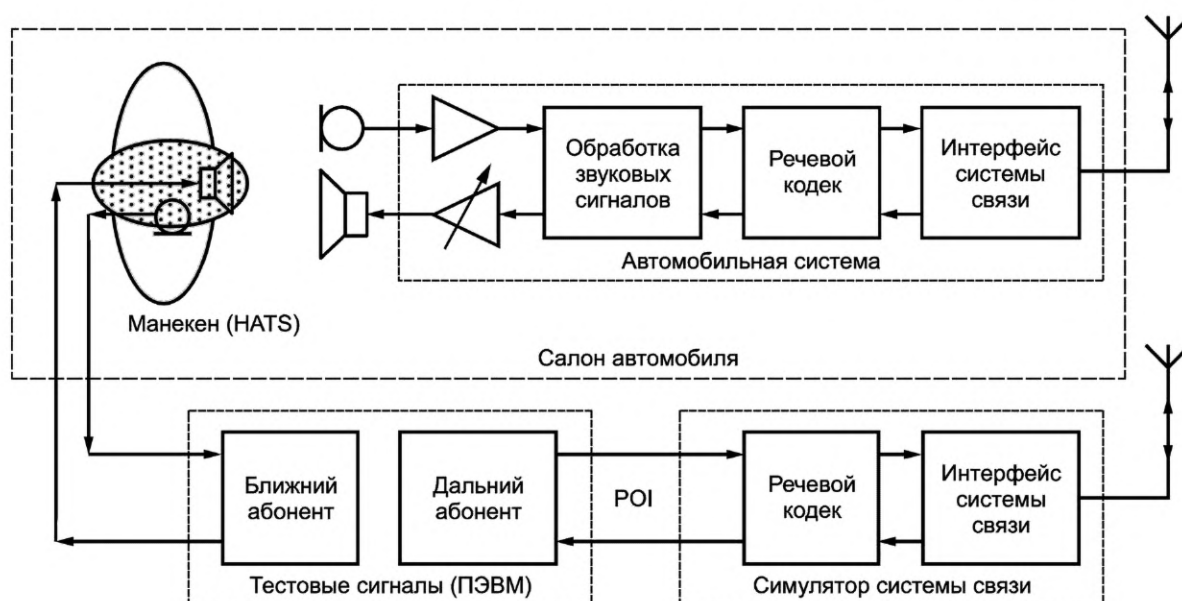 Обработка
звуковых
сигналов
Речевой
кодек
Интерфейс
системы
связи
Автомобильная система
Манекен (HATS)
Салон автомобиля
Ближний
абонент
Дальний
абонент
POI
Речевой
кодек
Интерфейс
системы
связи
Тестовые сигналы (ПЭВМ)
Симулятор системы связи